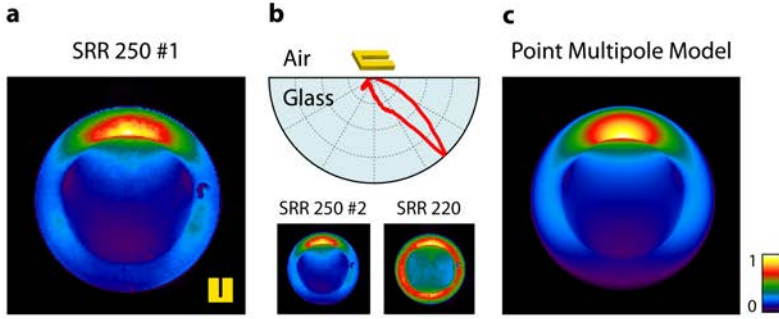 a
SRR 250 #1
b
Air
Glass
SRR 250 #2
SRR 220
c
Point Multipole Model
1
0